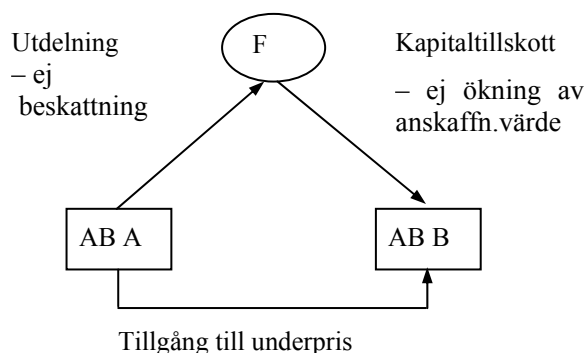 Utdelning
– ej
beskattning
F
Kapitaltillskott
– ej ökning av
anskaffn.värde
AB A
AB B
Tillgång till underpris